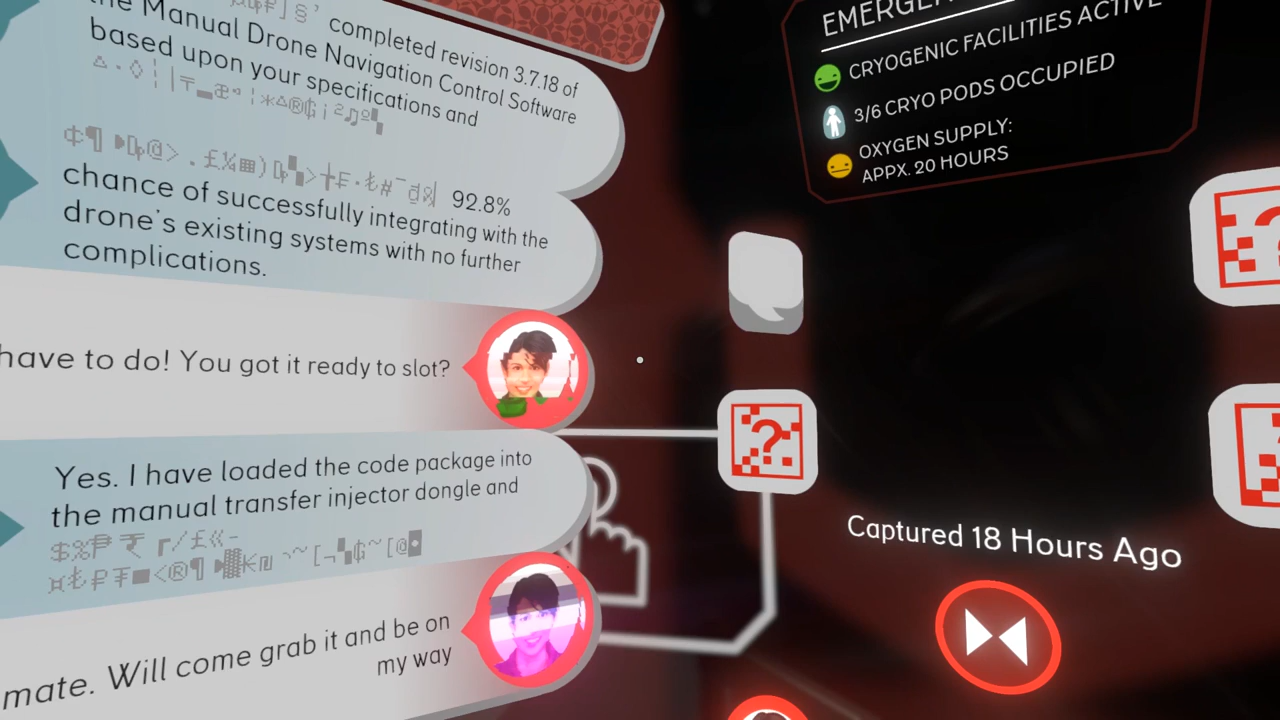 completed revision 3.7.18 of
the Manual Drone Navigation Control Software
based upon your specifications and
92.8%
chance of successfully integrating with the
drone's existing systems with no further
complications.
have to do! You got it ready to slot?
Yes. I have loaded the code package into
the manual transfer injector dongle and
mate. Will come grab it and be on
my way
CRYOGENIC FACILITIES ACTIVE
3/6 CRYO PODS OCCUPIED
OXYGEN SUPPLY:
APPX. 20 HOURS
?
Captured 18 Hours Ago